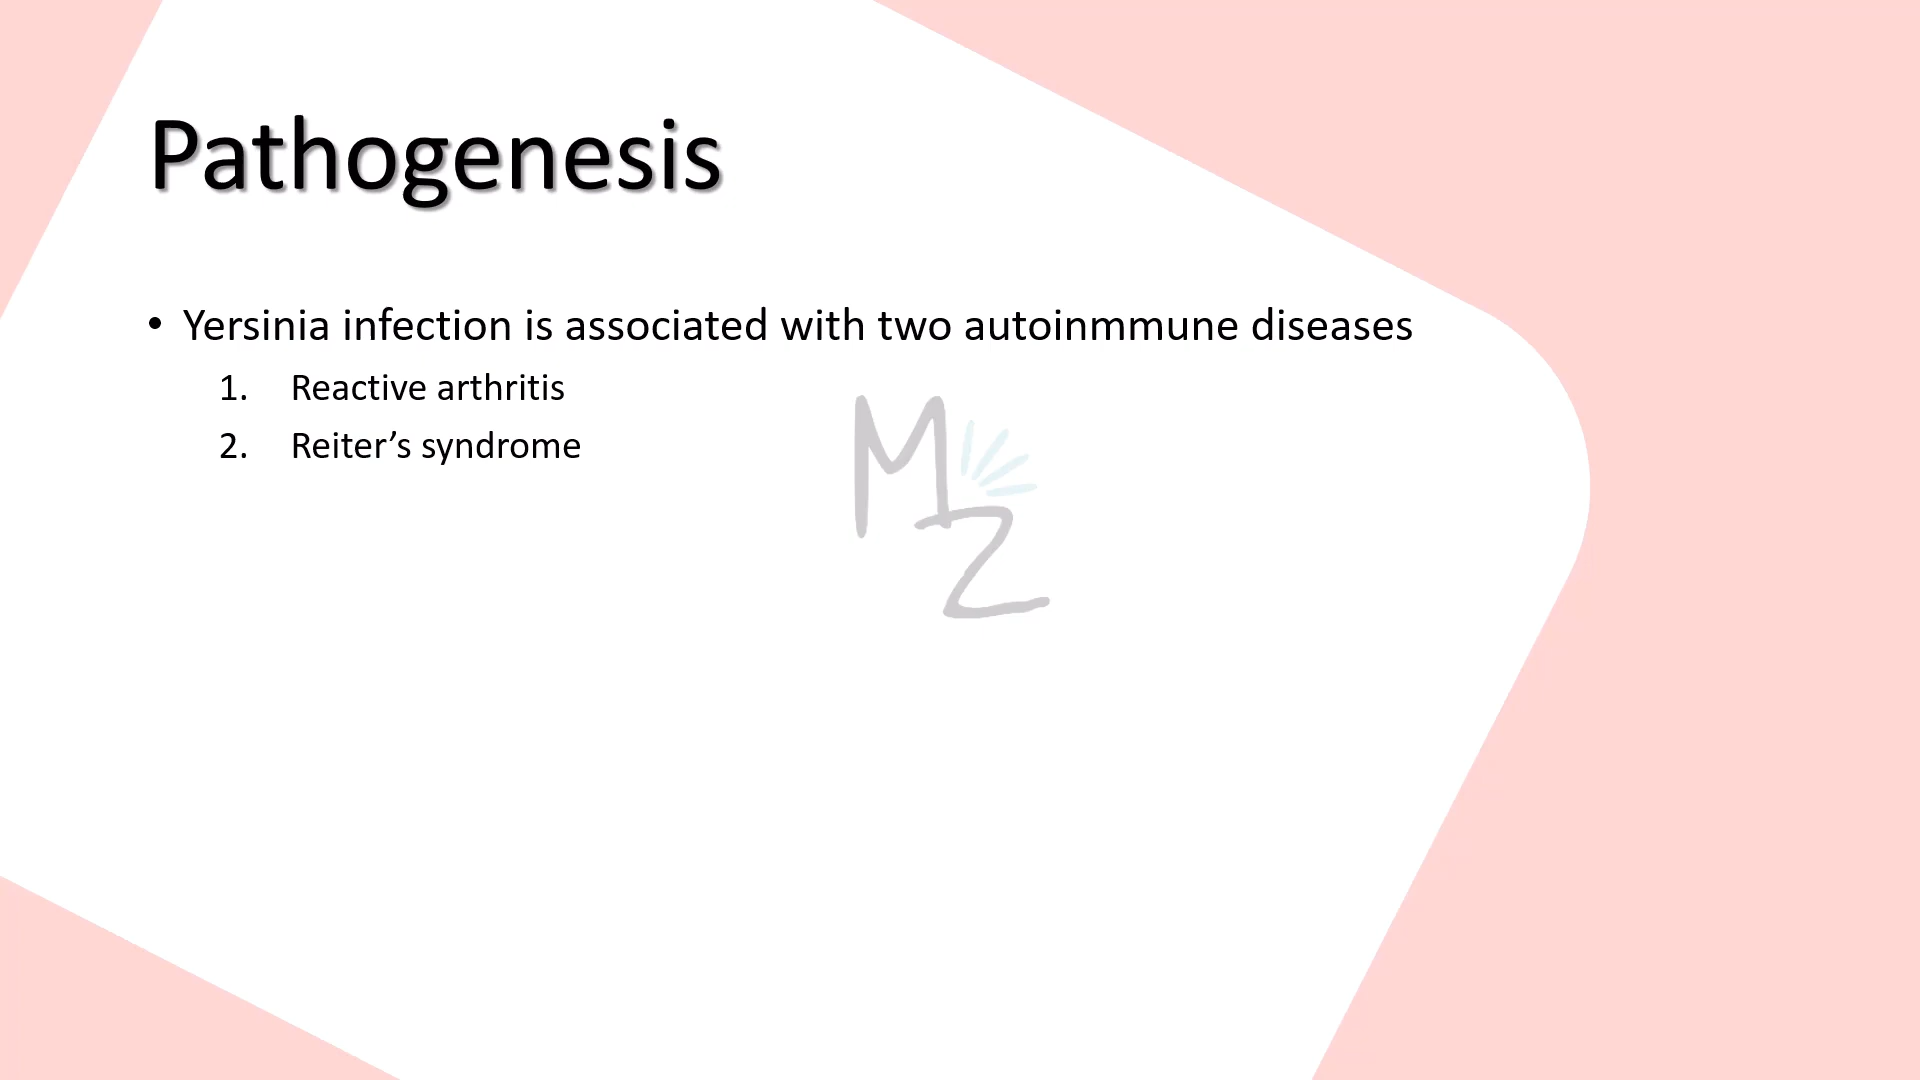 Pathogenesis
• Yersinia infection is associated with two autoinmmune diseases
1. Reactive arthritis
2. Reiter’s syndrome
MZ